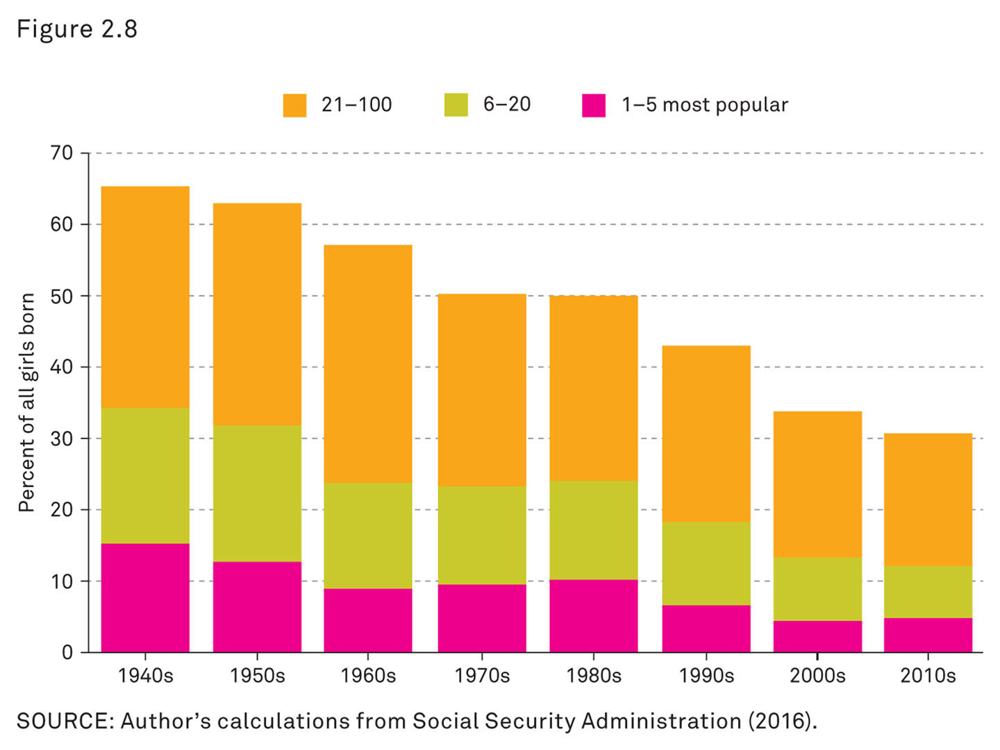 Figure 2.8
21–100 6–20 1–5 most popular
70
60
50
40
30
20
10
0
Percent of all girls born
1940s 1950s 1960s 1970s 1980s 1990s 2000s 2010s
SOURCE: Author’s calculations from Social Security Administration (2016).